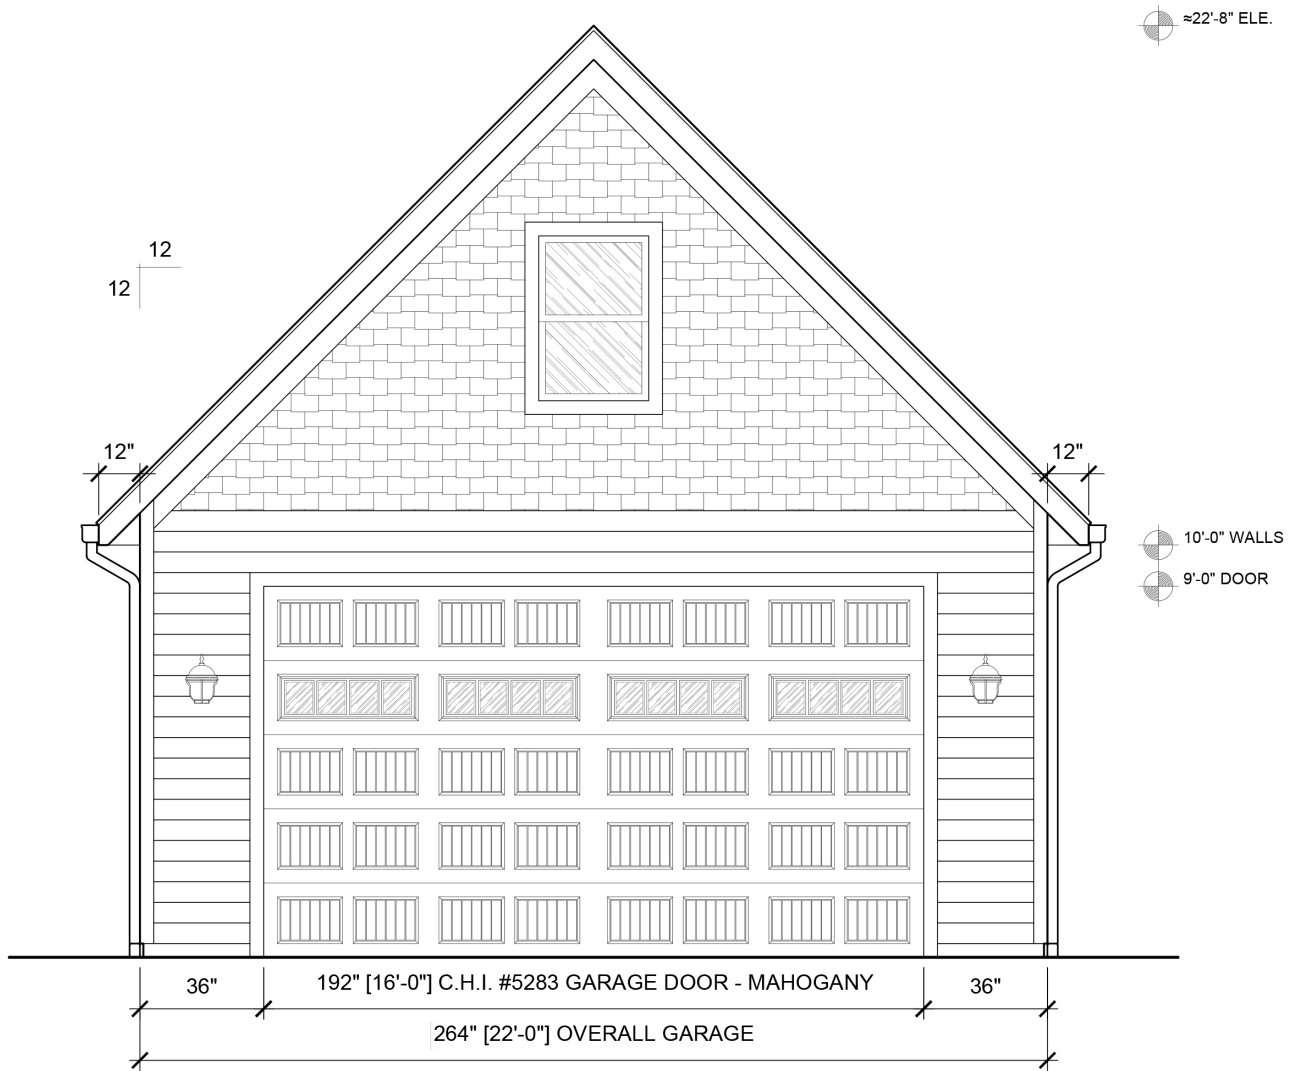 ≈22'-8" ELE.
12
12
12"
12"
10'-0" WALLS
9'-0" DOOR
36"
192" [16'-0"] C.H.I. #5283 GARAGE DOOR - MAHOGANY
36"
264" [22'-0"] OVERALL GARAGE